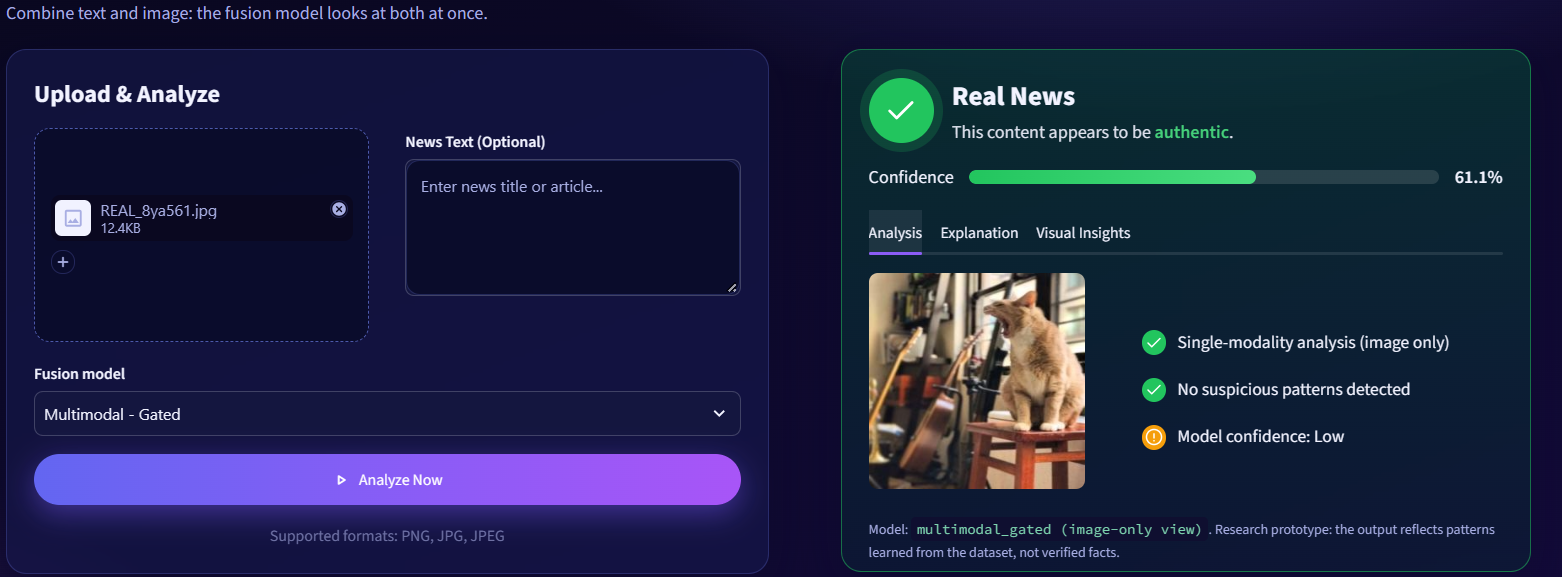 Combine text and image: the fusion model looks at both at once.
Upload & Analyze
REAL_8ya561.jpg
12.4KB
News Text (Optional)
Enter news title or article...
Fusion model
Multimodal - Gated
Analyze Now
Supported formats: PNG, JPG, JPEG
Real News
This content appears to be authentic.
Confidence 61.1%
Analysis Explanation Visual Insights
Single-modality analysis (image only)
No suspicious patterns detected
Model confidence: Low
Model: multimodal_gated (image-only view) . Research prototype: the output reflects patterns
learned from the dataset, not verified facts.